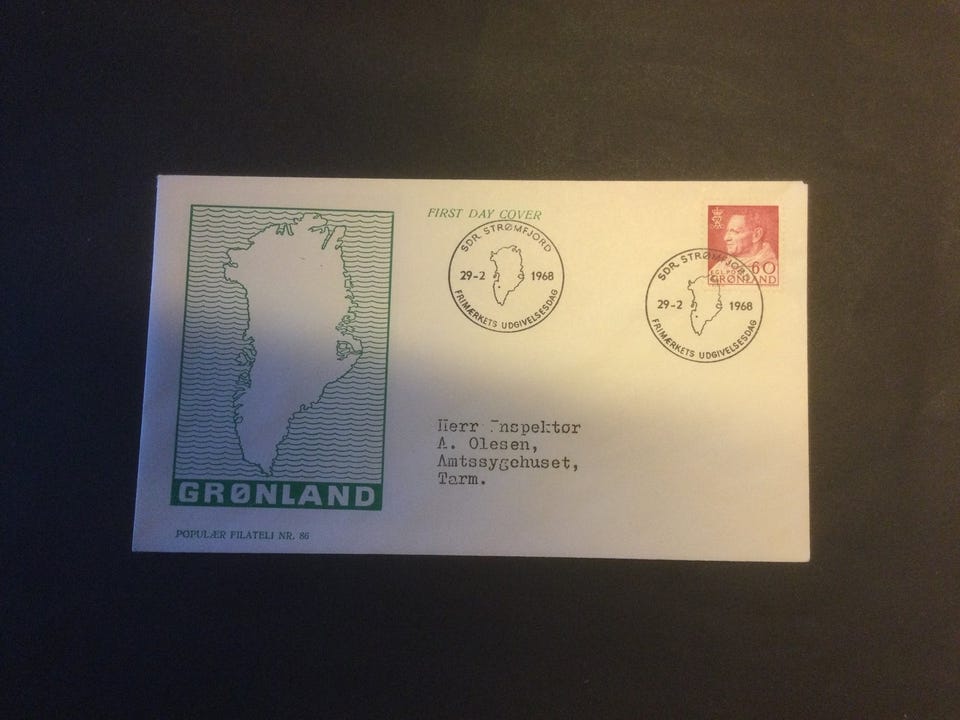 FIRST DAY COVER
SDR. STRØMFJORD
29-2 1968
FRIMÆRKETS UDGIVELSESDAG
60
GRØNLAND
SDR. STRØMFJORD
29-2 1968
FRIMÆRKETS UDGIVELSESDAG
Herr Inspektør
A. Olesen,
Amtssygehuset,
Tarm.
GRØNLAND
POPULÆR FILATELI NR. 86